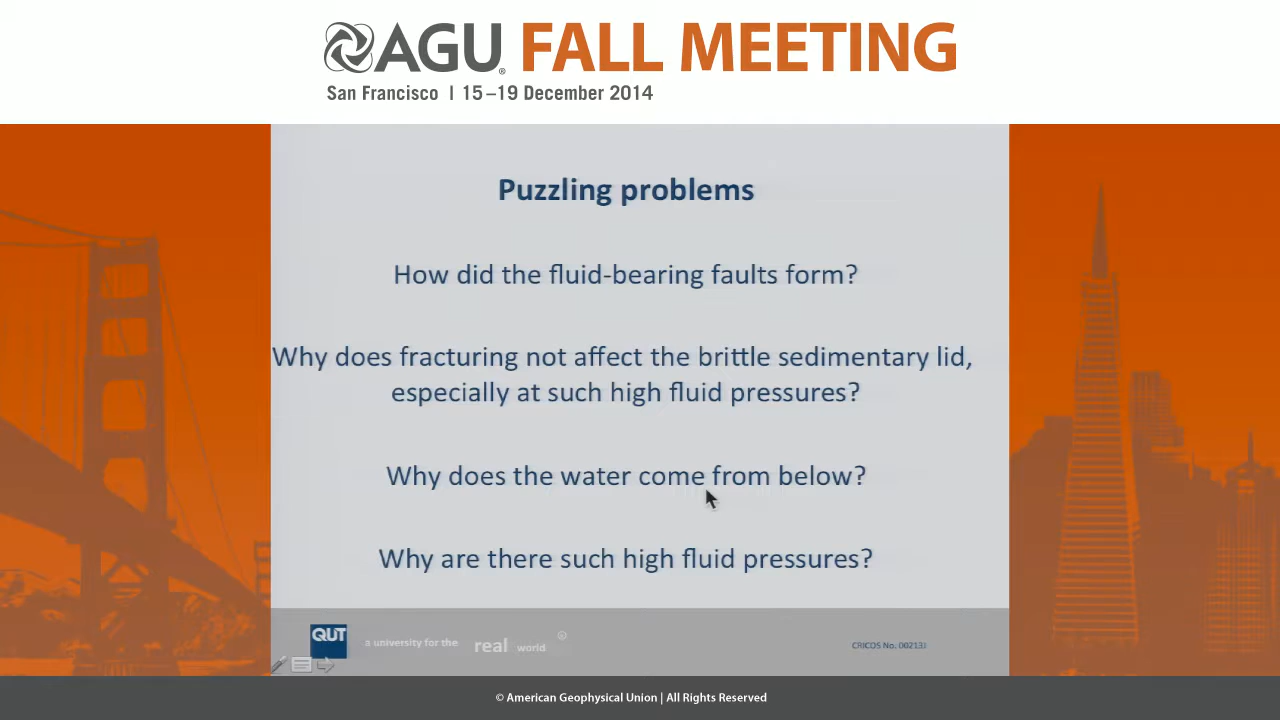 AGU® FALL MEETING
San Francisco | 15–19 December 2014
Puzzling problems
How did the fluid-bearing faults form?
Why does fracturing not affect the brittle sedimentary lid,
especially at such high fluid pressures?
Why does the water come from below?
Why are there such high fluid pressures?
QUT
a university for the real world ®
CRICOS No. 00213J
© American Geophysical Union | All Rights Reserved